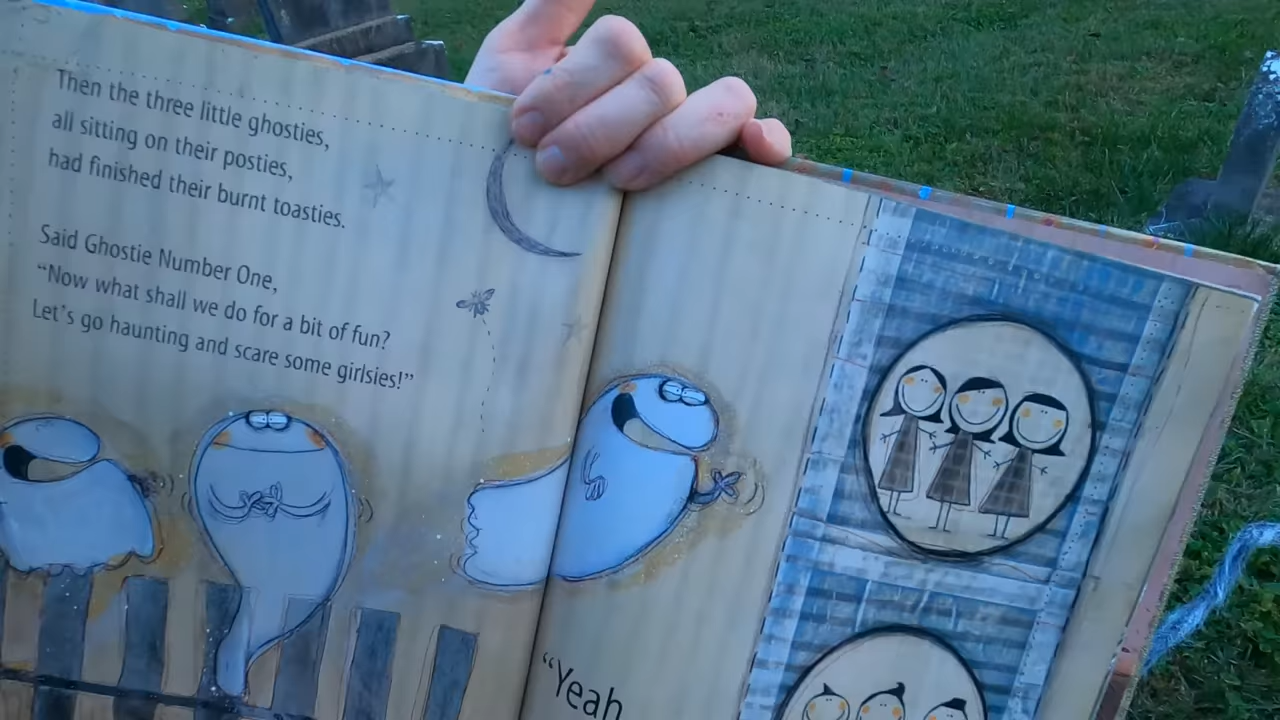 Then the three little ghosties,
all sitting on their posties,
had finished their burnt toasties.
Said Ghostie Number One,
“Now what shall we do for a bit of fun?
Let’s go haunting and scare some girlsies!”
“Yeah